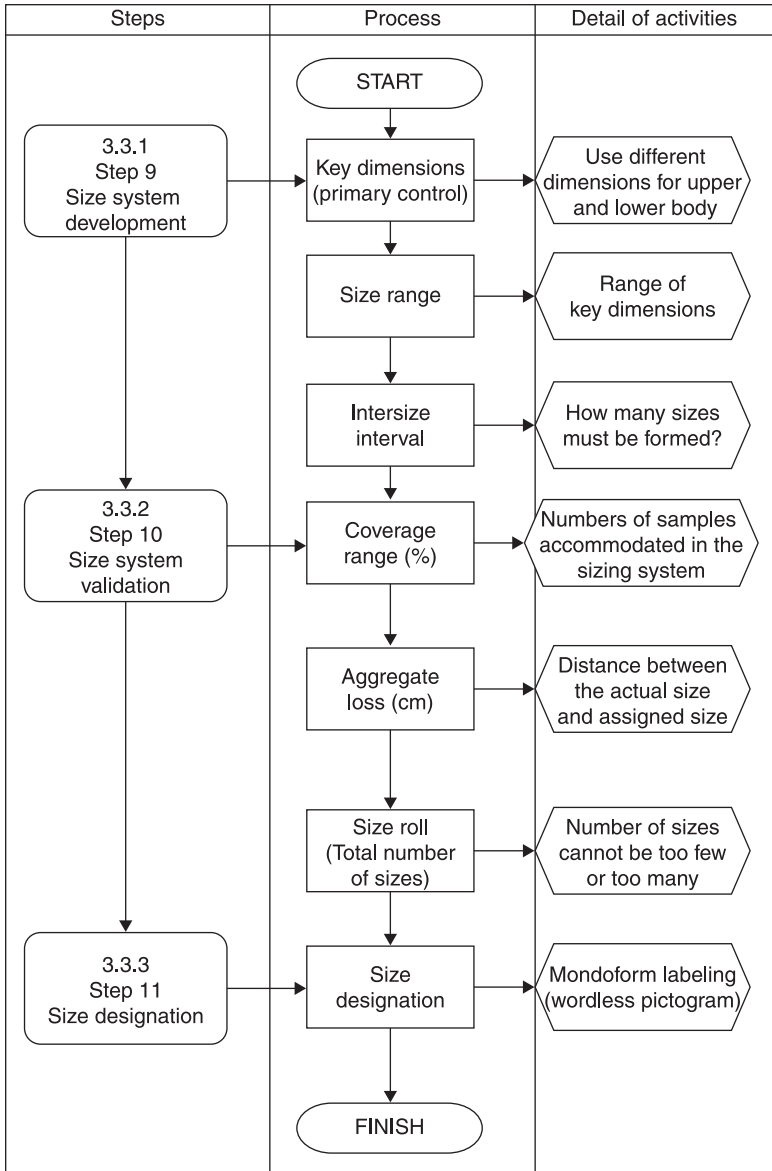 Steps
Process
Detail of activities
START
3.3.1
Step 9
Size system
development
Key dimensions
(primary control)
Use different
dimensions for upper
and lower body
Size range
Range of
key dimensions
Intersize
interval
How many sizes
must be formed?
3.3.2
Step 10
Size system
validation
Coverage
range (%)
Numbers of samples
accommodated in the
sizing system
Aggregate
loss (cm)
Distance between
the actual size
and assigned size
Size roll
(Total number
of sizes)
Number of sizes
cannot be too few
or too many
3.3.3
Step 11
Size designation
Size
designation
Mondoform labeling
(wordless pictogram)
FINISH